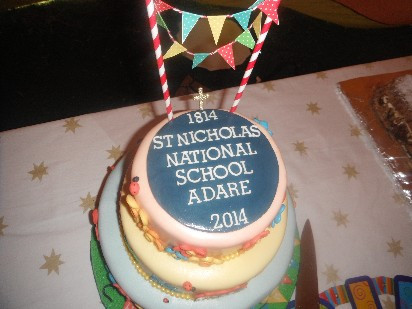 1814
ST NICHOLAS
NATIONAL
SCHOOL
ADARE
2014